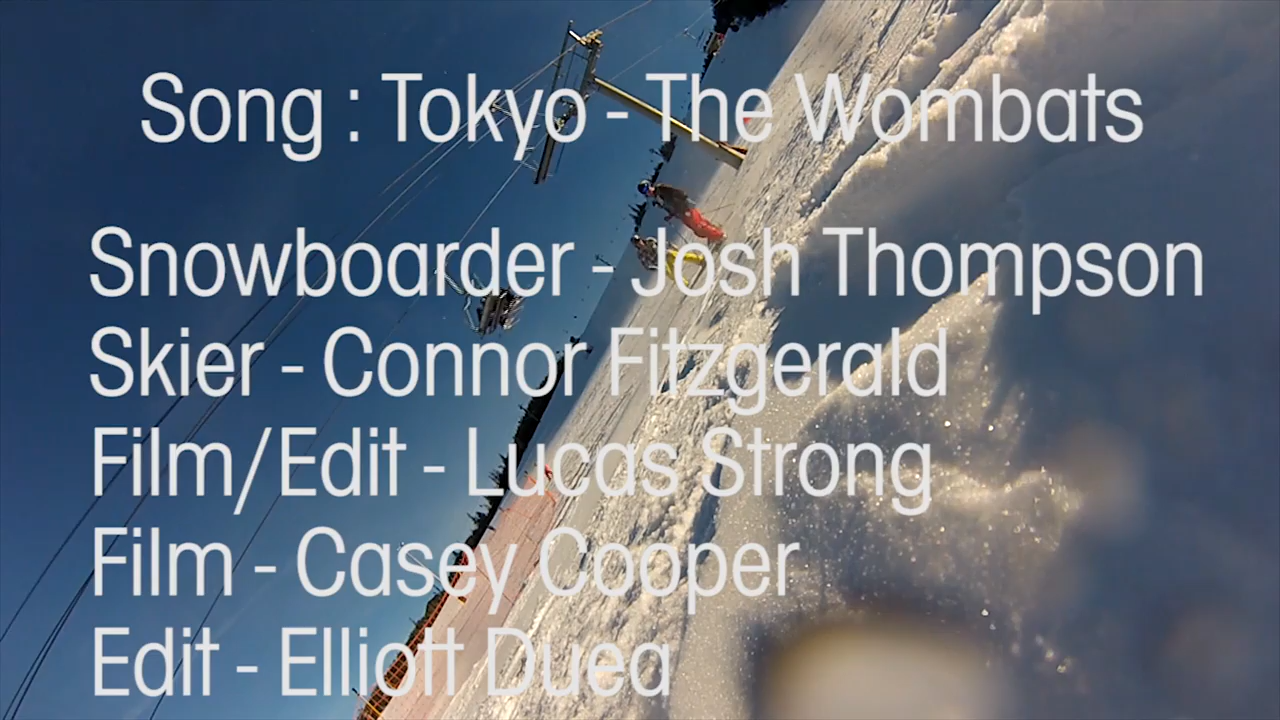 Song : Tokyo - The Wombats
Snowboarder - Josh Thompson
Skier - Connor Fitzgerald
Film/Edit - Lucas Strong
Film - Casey Cooper
Edit - Elliott Duea